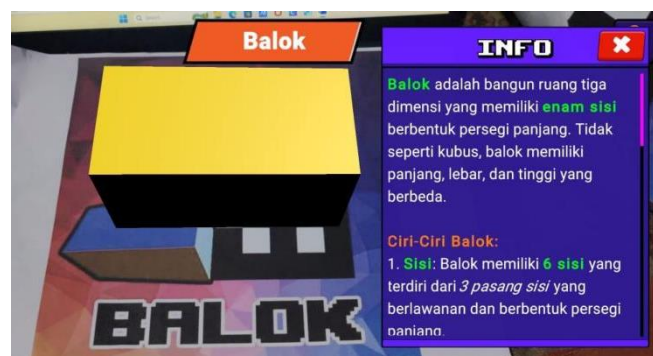 Balok
INFO
Balok adalah bangun ruang tiga
dimensi yang memiliki enam sisi
berbentuk persegi panjang. Tidak
seperti kubus, balok memiliki
panjang, lebar, dan tinggi yang
berbeda.
Ciri-Ciri Balok:
1. Sisi: Balok memiliki 6 sisi yang
terdiri dari 3 pasang sisi yang
berlawanan dan berbentuk persegi
panjang.
BALOK